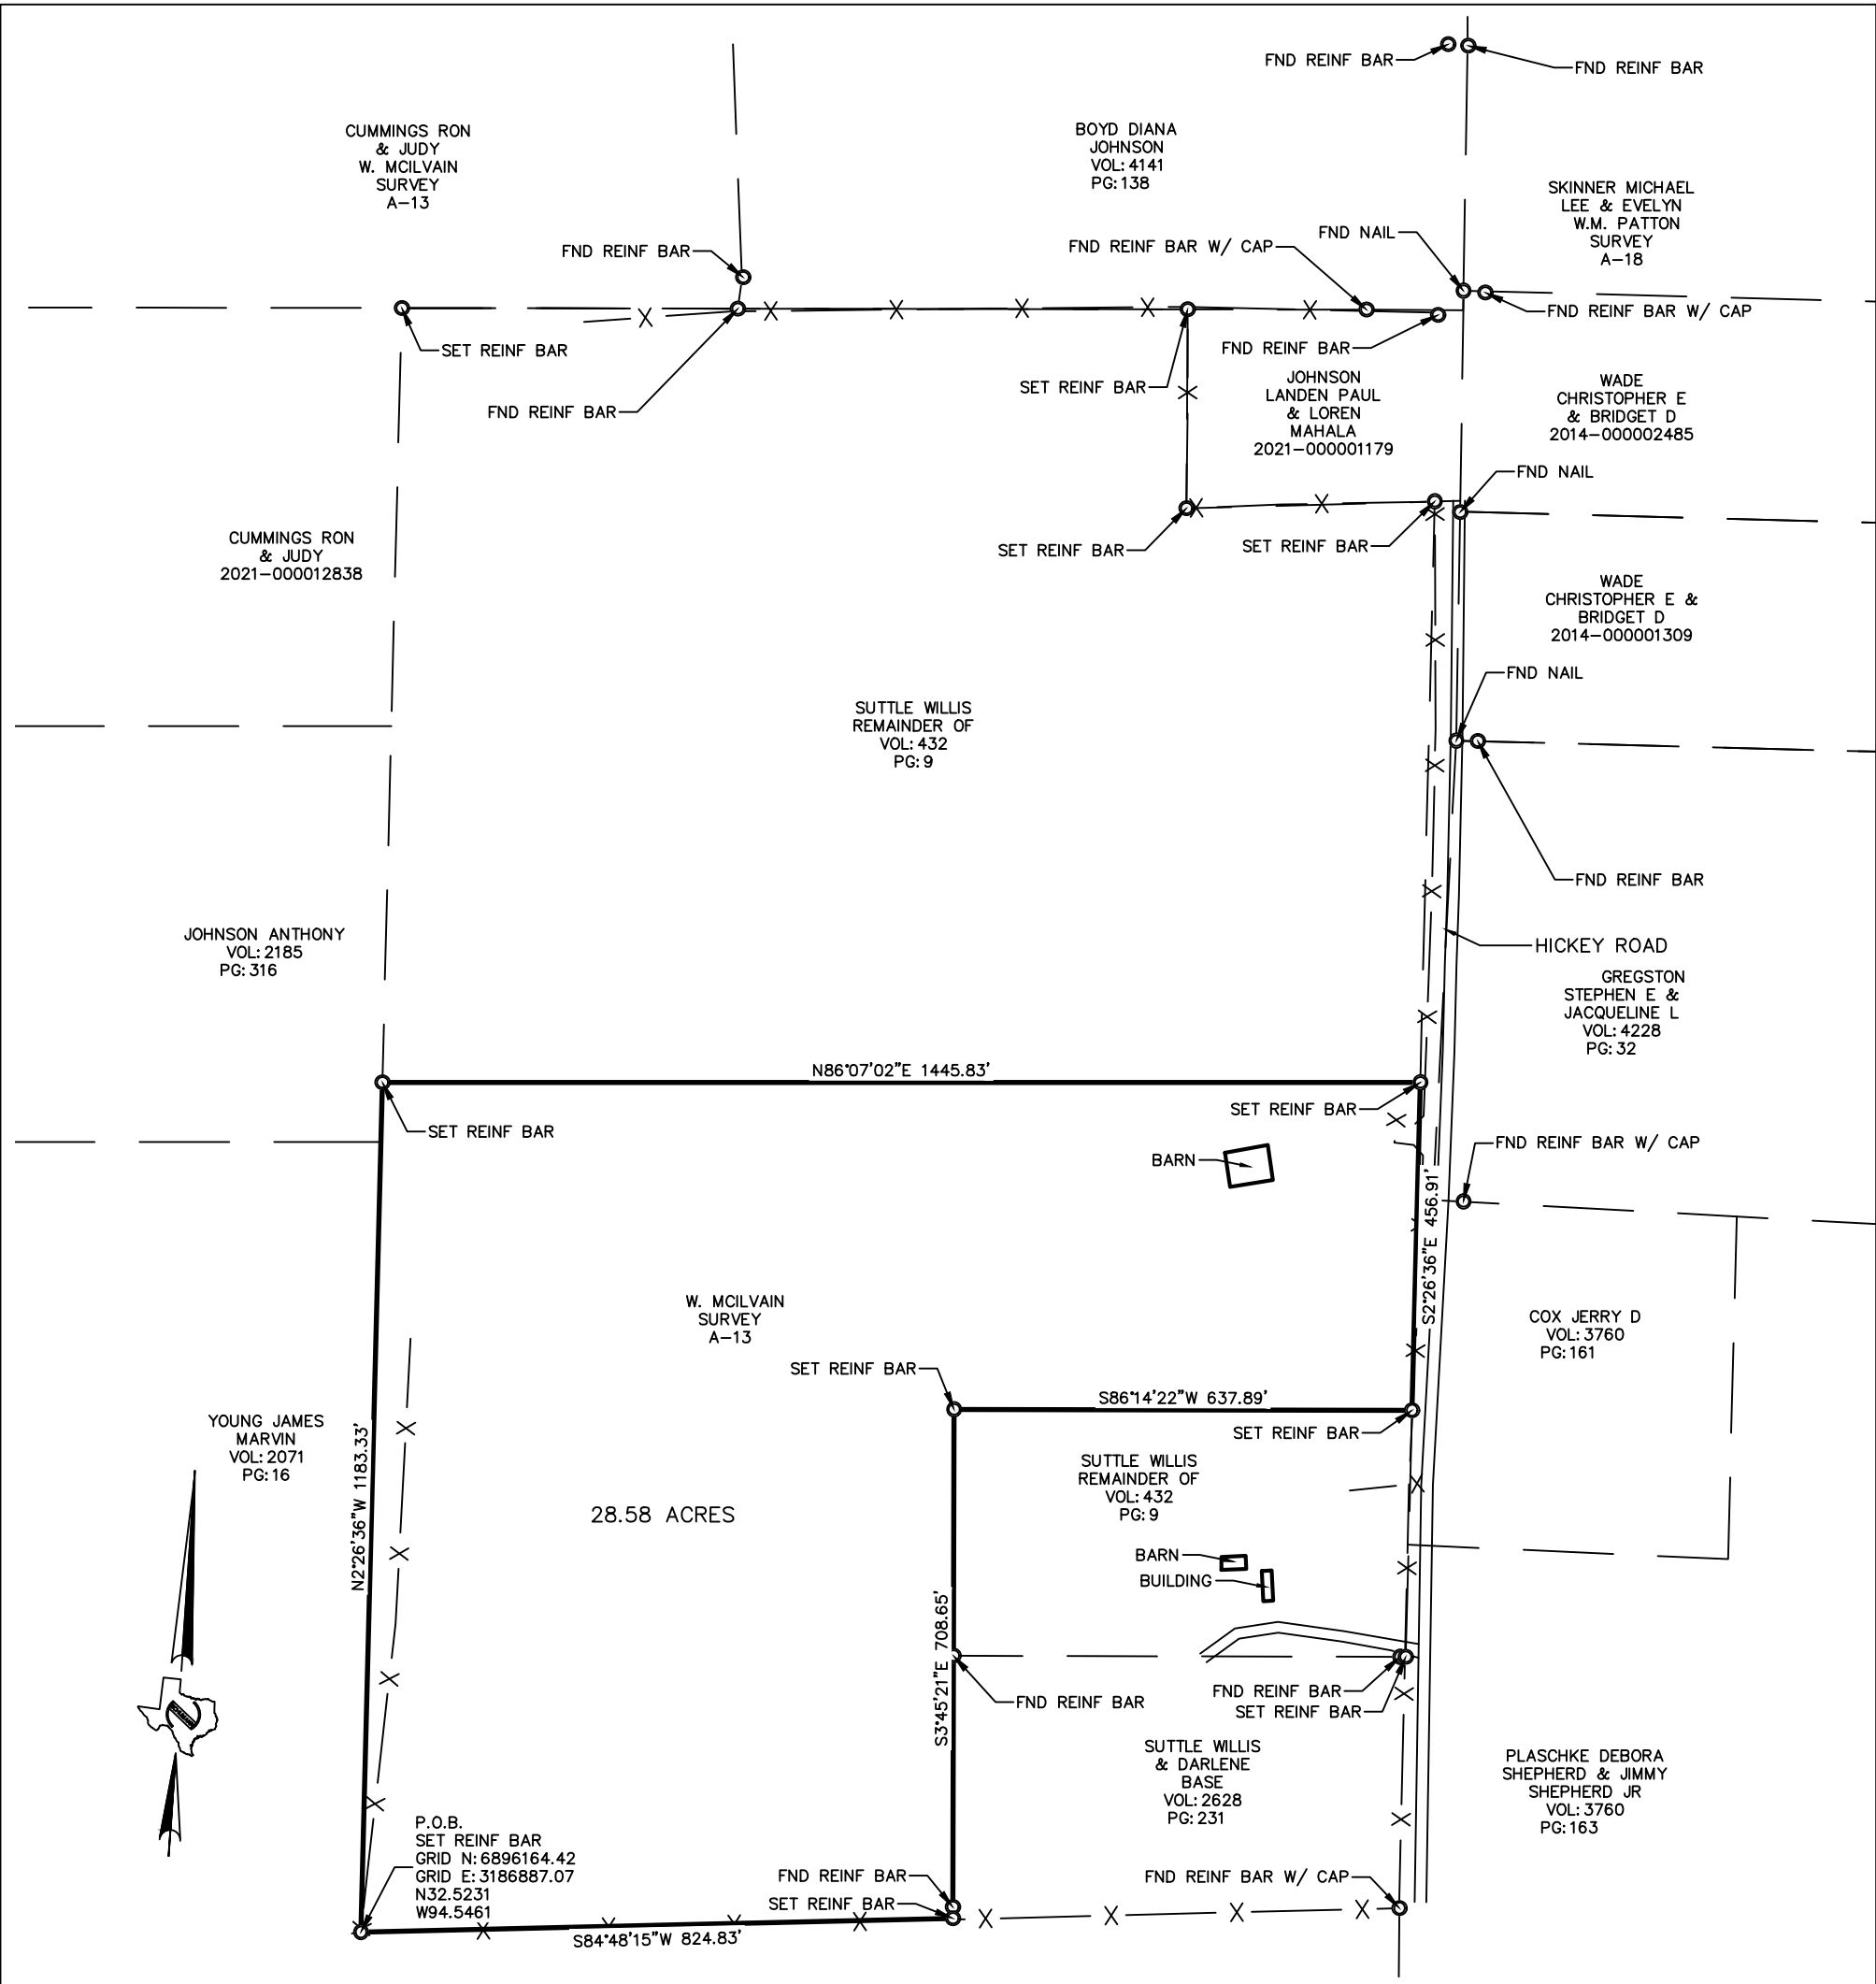 FND REINF BAR
FND REINF BAR
CUMMINGS RON
& JUDY
W. MCILVAIN
SURVEY
A-13
BOYD DIANA
JOHNSON
VOL: 4141
PG: 138
SKINNER MICHAEL
LEE & EVELYN
W.M. PATTON
SURVEY
A-18
FND REINF BAR
FND REINF BAR W/ CAP
FND NAIL
FND REINF BAR W/ CAP
SET REINF BAR
FND REINF BAR
FND REINF BAR
SET REINF BAR
JOHNSON
LANDEN PAUL
& LOREN
MAHALA
2021-000001179
WADE
CHRISTOPHER E
& BRIDGET D
2014-000002485
FND NAIL
CUMMINGS RON
& JUDY
2021-000012838
SET REINF BAR
SET REINF BAR
WADE
CHRISTOPHER E &
BRIDGET D
2014-000001309
FND NAIL
SUTTLE WILLIS
REMAINDER OF
VOL: 432
PG: 9
FND REINF BAR
JOHNSON ANTHONY
VOL: 2185
PG: 316
HICKEY ROAD
GREGSTON
STEPHEN E &
JACQUELINE L
VOL: 4228
PG: 32
N86°07'02"E 1445.83'
SET REINF BAR
SET REINF BAR
BARN
FND REINF BAR W/ CAP
S2°26'36"E 456.91'
W. MCILVAIN
SURVEY
A-13
COX JERRY D
VOL: 3760
PG: 161
SET REINF BAR
S86°14'22"W 637.89'
SET REINF BAR
YOUNG JAMES
MARVIN
VOL: 2071
PG: 16
N2°26'36"W 1183.33'
SUTTLE WILLIS
REMAINDER OF
VOL: 432
PG: 9
28.58 ACRES
BARN
BUILDING
S3°45'21"E 708.65'
FND REINF BAR
FND REINF BAR
SET REINF BAR
SUTTLE WILLIS
& DARLENE
BASE
VOL: 2628
PG: 231
PLASCHKE DEBORA
SHEPHERD & JIMMY
SHEPHERD JR
VOL: 3760
PG: 163
P.O.B.
SET REINF BAR
GRID N: 6896164.42
GRID E: 3186887.07
N32.5231
W94.5461
FND REINF BAR
SET REINF BAR
FND REINF BAR W/ CAP
S84°48'15"W 824.83'